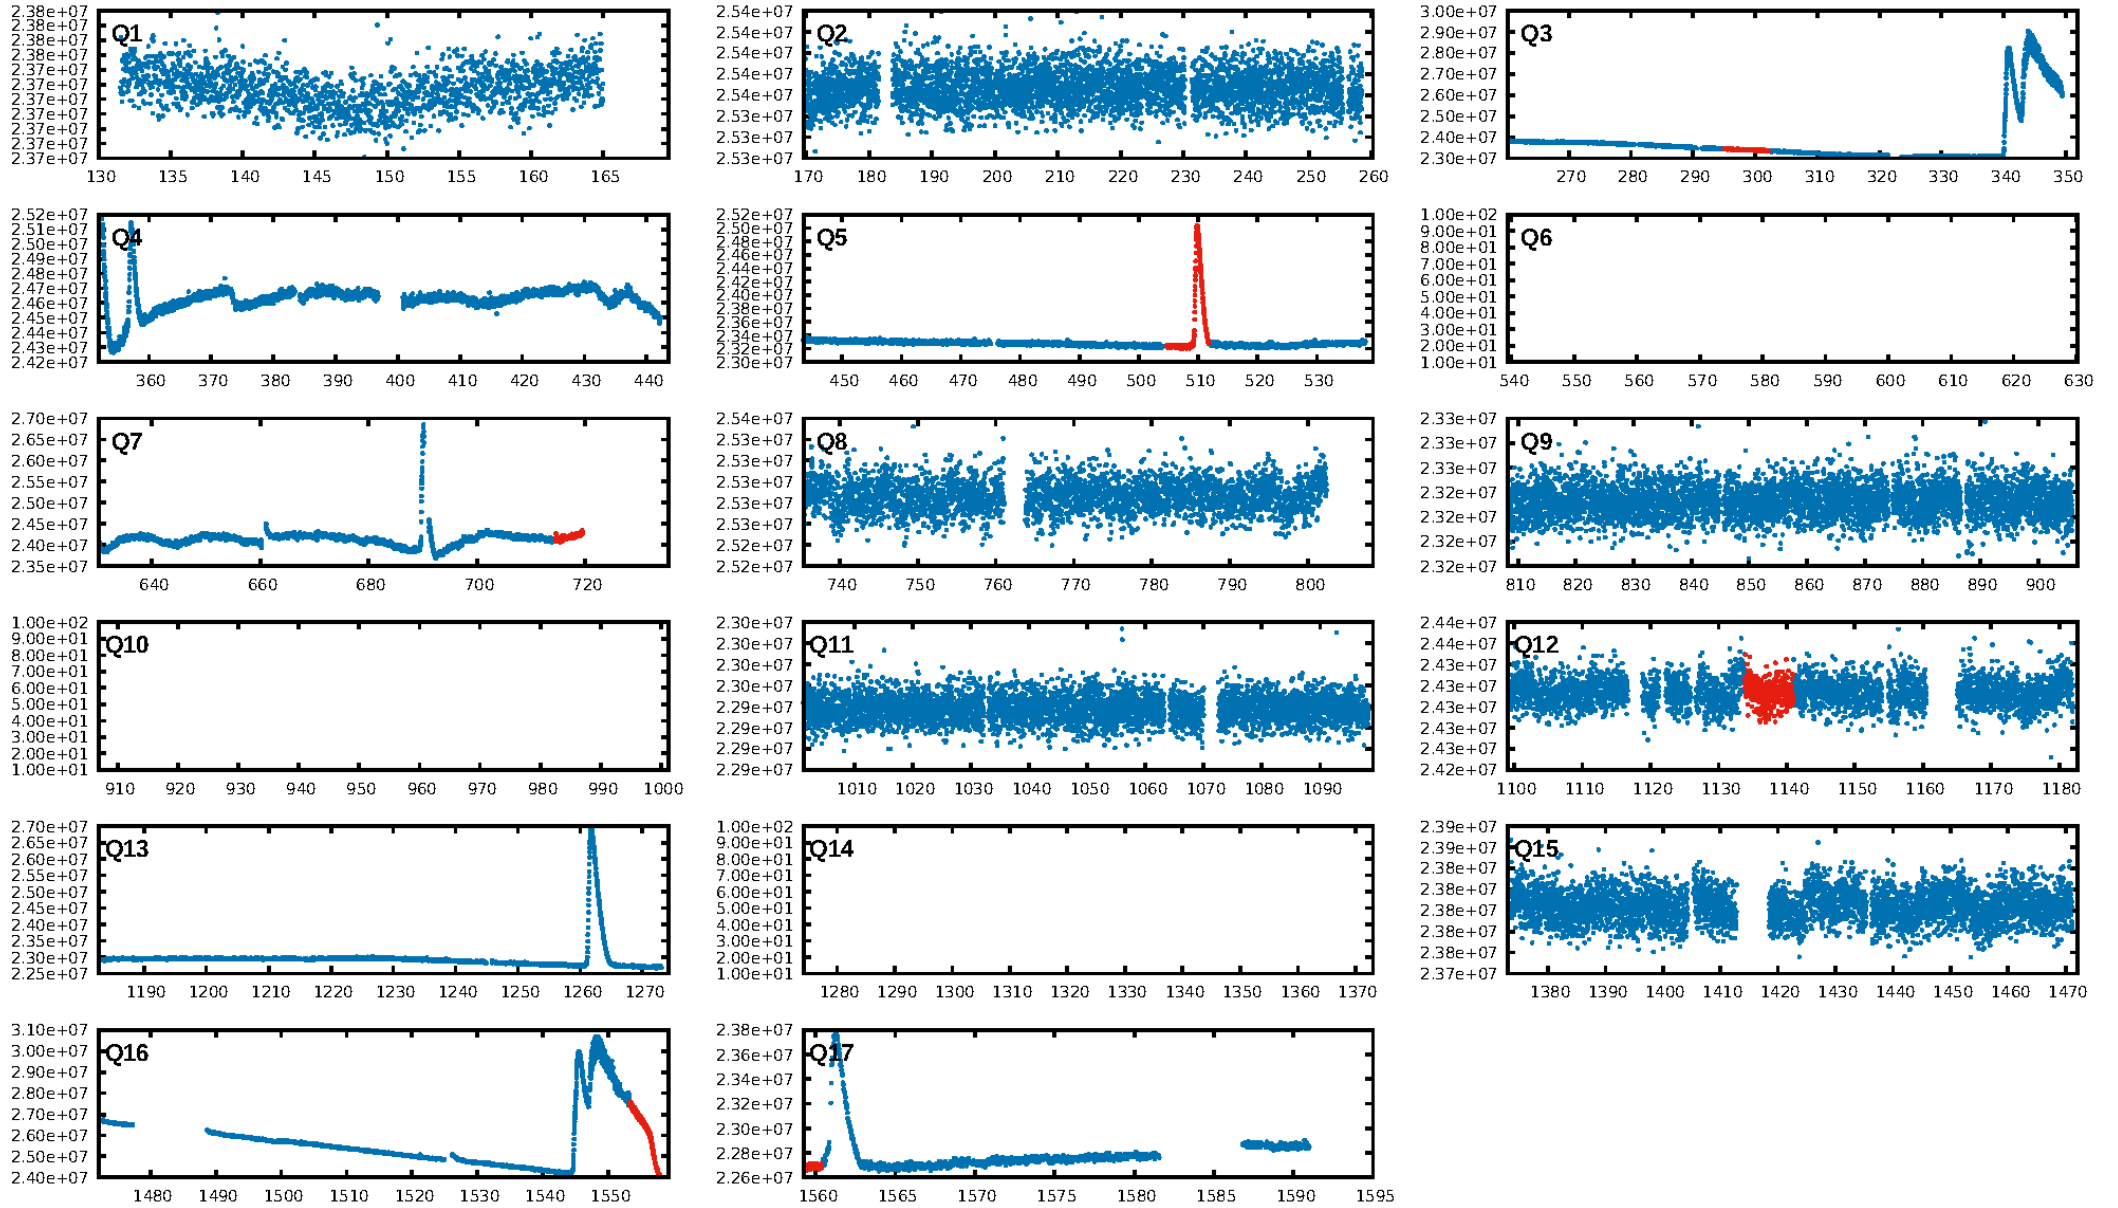 2.38e+07
2.38e+07
2.38e+07
2.38e+07
2.37e+07
2.37e+07
2.37e+07
2.37e+07
2.37e+07
2.37e+07
2.37e+07
Q1
130 135 140 145 150 155 160 165
2.54e+07
2.54e+07
2.54e+07
2.54e+07
2.54e+07
2.53e+07
2.53e+07
2.53e+07
Q2
170 180 190 200 210 220 230 240 250 260
3.00e+07
2.90e+07
2.80e+07
2.70e+07
2.60e+07
2.50e+07
2.40e+07
2.30e+07
Q3
270 280 290 300 310 320 330 340 350
2.52e+07
2.51e+07
2.50e+07
2.49e+07
2.48e+07
2.47e+07
2.46e+07
2.45e+07
2.44e+07
2.43e+07
2.42e+07
Q4
360 370 380 390 400 410 420 430 440
2.52e+07
2.50e+07
2.48e+07
2.46e+07
2.44e+07
2.42e+07
2.40e+07
2.38e+07
2.36e+07
2.34e+07
2.32e+07
2.30e+07
Q5
450 460 470 480 490 500 510 520 530
1.00e+02
9.00e+01
8.00e+01
7.00e+01
6.00e+01
5.00e+01
4.00e+01
3.00e+01
2.00e+01
1.00e+01
Q6
540 550 560 570 580 590 600 610 620 630
2.70e+07
2.65e+07
2.60e+07
2.55e+07
2.50e+07
2.45e+07
2.40e+07
2.35e+07
Q7
640 660 680 700 720
2.54e+07
2.53e+07
2.53e+07
2.53e+07
2.53e+07
2.53e+07
2.52e+07
2.52e+07
Q8
740 750 760 770 780 790 800
2.33e+07
2.33e+07
2.33e+07
2.32e+07
2.32e+07
2.32e+07
2.32e+07
Q9
810 820 830 840 850 860 870 880 890 900
1.00e+02
9.00e+01
8.00e+01
7.00e+01
6.00e+01
5.00e+01
4.00e+01
3.00e+01
2.00e+01
1.00e+01
Q10
910 920 930 940 950 960 970 980 990 1000
2.30e+07
2.30e+07
2.30e+07
2.30e+07
2.29e+07
2.29e+07
2.29e+07
2.29e+07
Q11
1010 1020 1030 1040 1050 1060 1070 1080 1090
2.44e+07
2.44e+07
2.43e+07
2.43e+07
2.43e+07
2.43e+07
2.43e+07
2.42e+07
Q12
1100 1110 1120 1130 1140 1150 1160 1170 1180
2.70e+07
2.65e+07
2.60e+07
2.55e+07
2.50e+07
2.45e+07
2.40e+07
2.35e+07
2.30e+07
2.25e+07
Q13
1190 1200 1210 1220 1230 1240 1250 1260 1270
1.00e+02
9.00e+01
8.00e+01
7.00e+01
6.00e+01
5.00e+01
4.00e+01
3.00e+01
2.00e+01
1.00e+01
Q14
1280 1290 1300 1310 1320 1330 1340 1350 1360 1370
2.39e+07
2.39e+07
2.38e+07
2.38e+07
2.38e+07
2.38e+07
2.38e+07
2.37e+07
Q15
1380 1390 1400 1410 1420 1430 1440 1450 1460 1470
3.10e+07
3.00e+07
2.90e+07
2.80e+07
2.70e+07
2.60e+07
2.50e+07
2.40e+07
Q16
1480 1490 1500 1510 1520 1530 1540 1550
2.38e+07
2.36e+07
2.34e+07
2.32e+07
2.30e+07
2.28e+07
2.26e+07
Q17
1560 1565 1570 1575 1580 1585 1590 1595